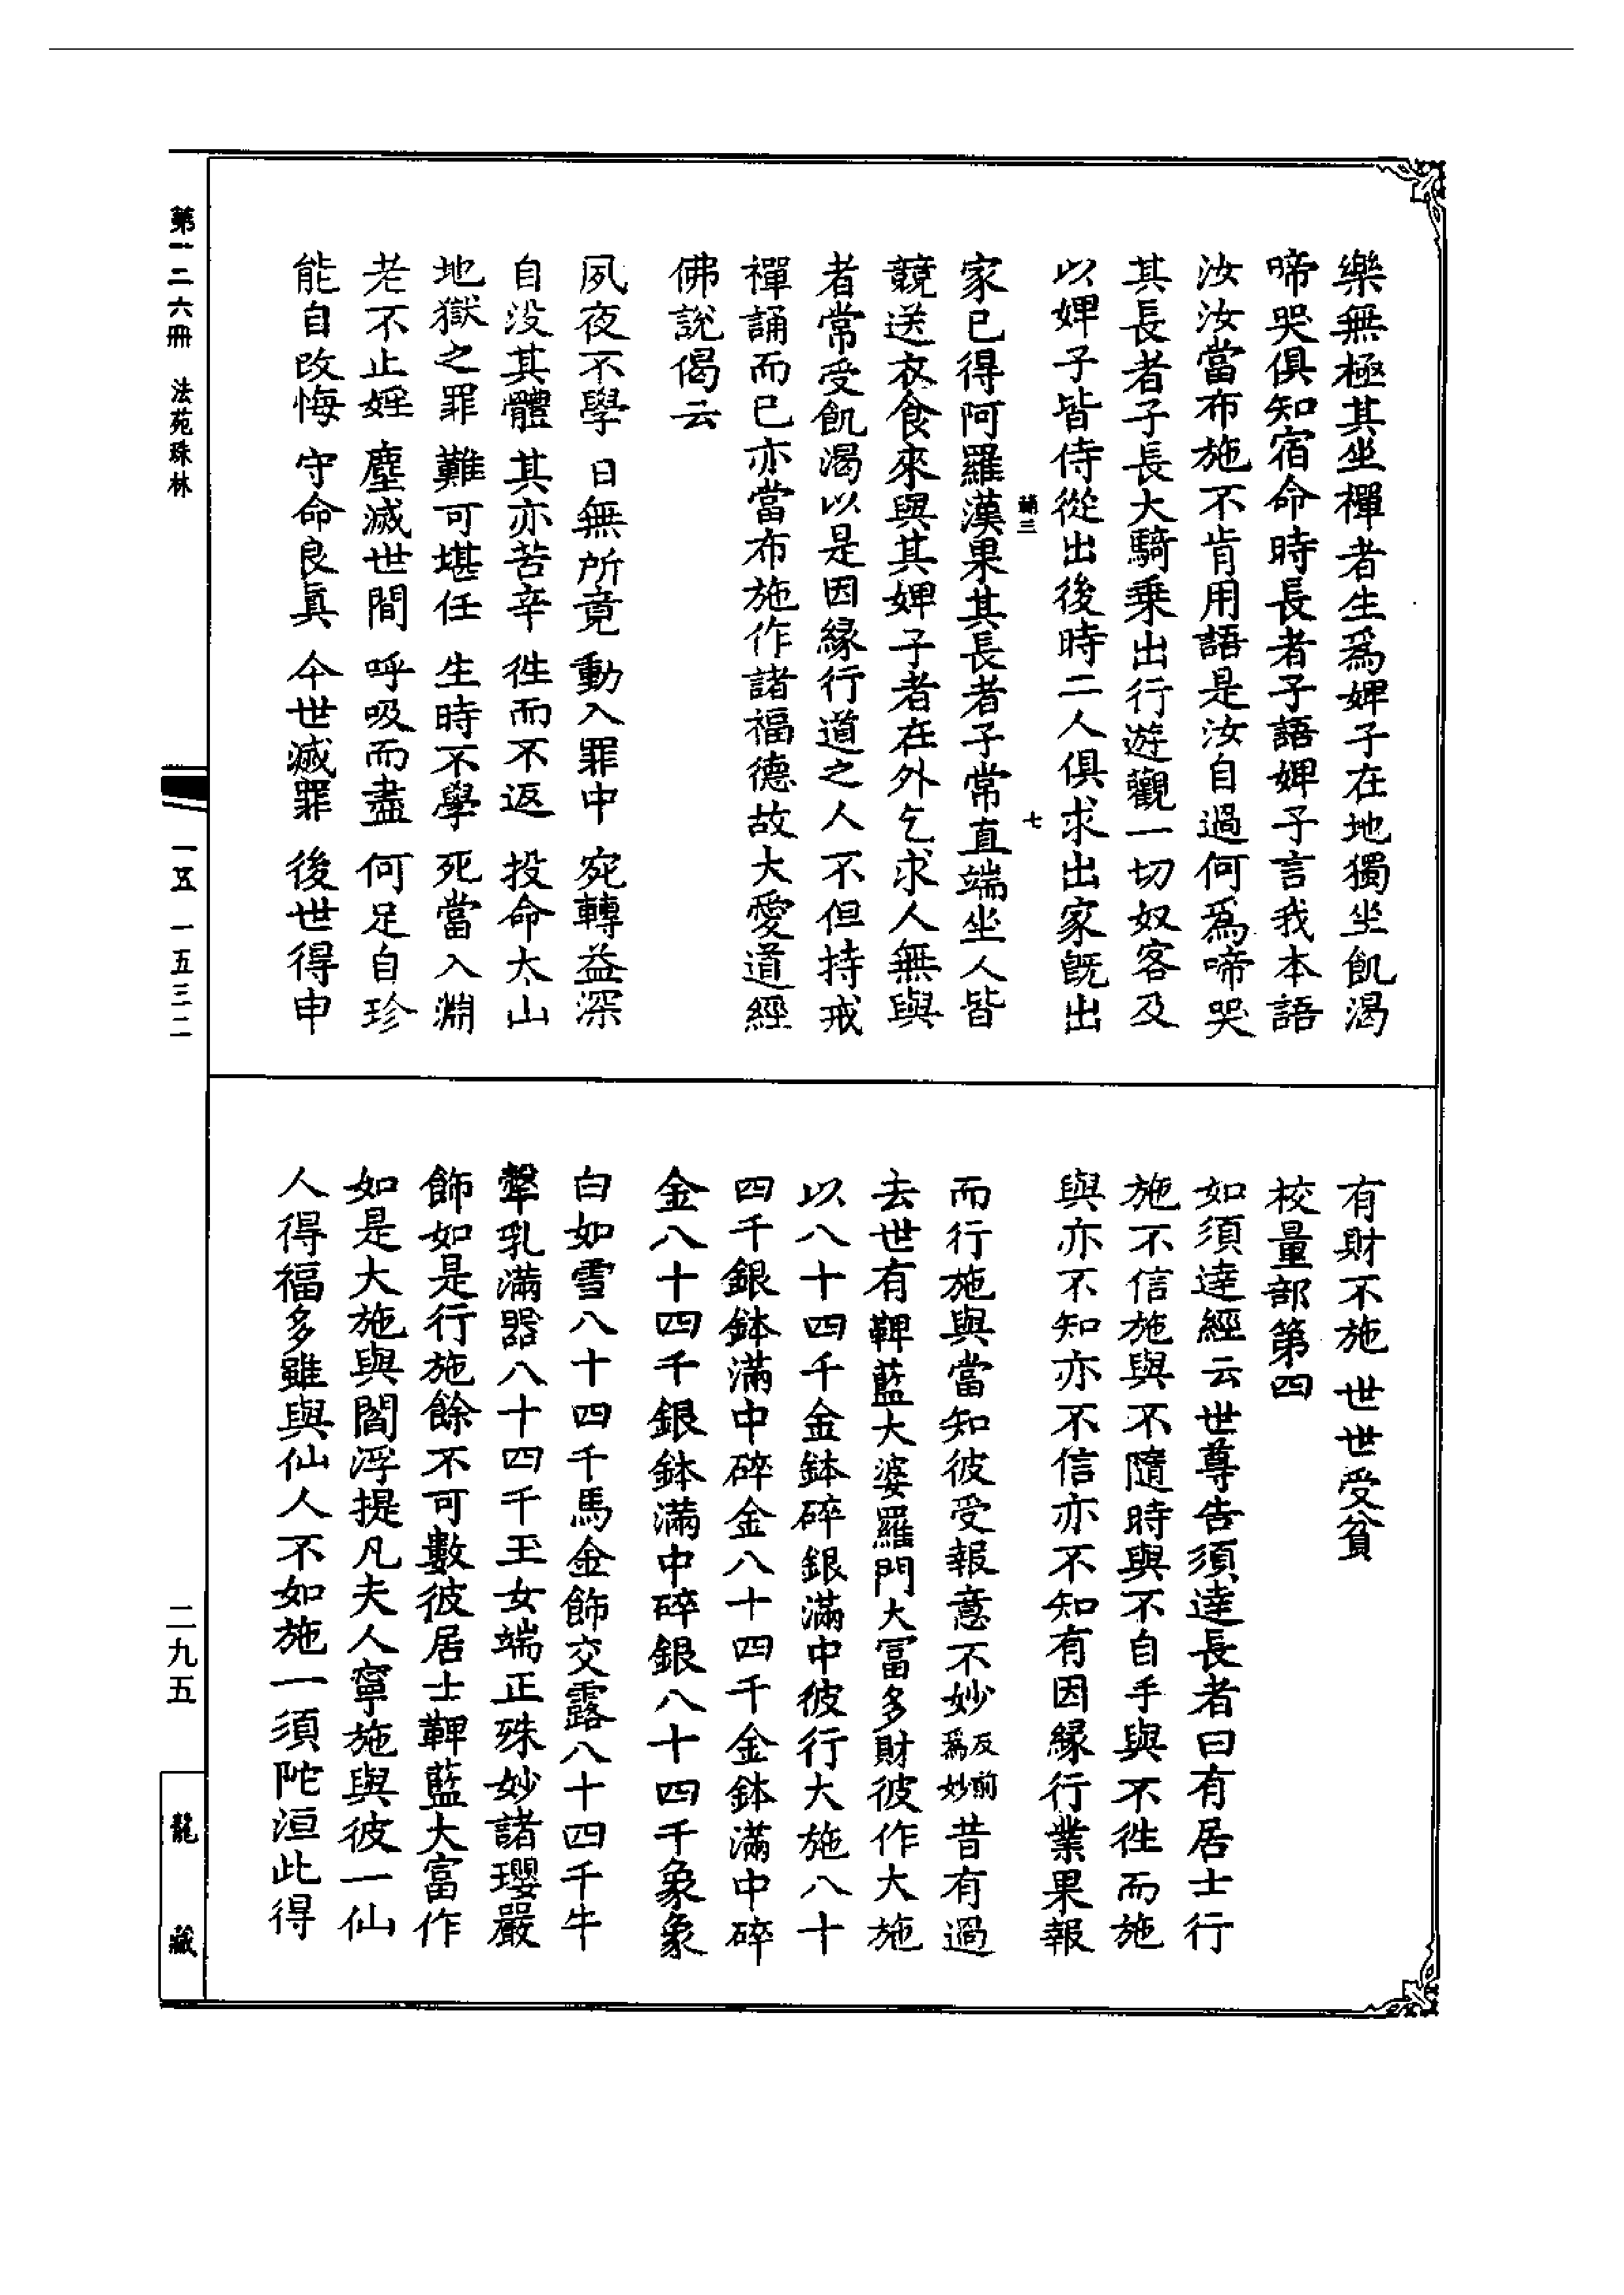 樂無極其坐禪者生爲婢子在地獨坐飢渴
啼哭俱知宿命時長者子語婢子言我本語
汝汝當布施不肯用語是汝自過何爲啼哭
其長者子長大騎乗出行遊觀一切奴客及
以婢子皆侍從出後時二人俱求出家旣出
家已得阿羅漢果其長者子常直端坐人皆
競送衣食來與其婢子者在外乞求人無與
者常受飢渴以是因緣行道之人不但持戒
禪誦而已亦當布施作諸福德故大愛道經
佛說偈云
夙夜不學 日無所竟 動入罪中 宛轉益深
自没其體 其亦苦辛 徃而不返 投命太山
地獄之罪 難可堪任 生時不學 死當入淵
老不止婬 塵滅世間 呼吸而盡 何足自珍
能自改悔 守命良眞 今世滅罪 後世得申
有財不施 世世受貧
校量部第四
如須達經云世尊告須達長者曰有居士行
施不信施與不隨時與不自手與不徃而施
與亦不知亦不信亦不知有因緣行業果報
而行施與當知彼受報意不妙反前爲妙昔有過
去世有鞞藍大婆羅門大冨多財彼作大施
以八十四千金鉢碎銀滿中彼行大施八十
四千銀鉢滿中碎金八十四千金鉢滿中碎
金八十四千銀鉢滿中碎銀八十四千象象
白如雪八十四千馬金飾交露八十四千牛
犛乳滿器八十四千玉女端正殊妙諸瓔嚴
飾如是行施餘不可數彼居士鞞藍大富作
如是大施與閻浮提凡夫人寧施與彼一仙
人得福多雖與仙人不如施一須陀洹此得
第一二六冊 法苑珠林
一五 一五三二
二九五
龍藏
七